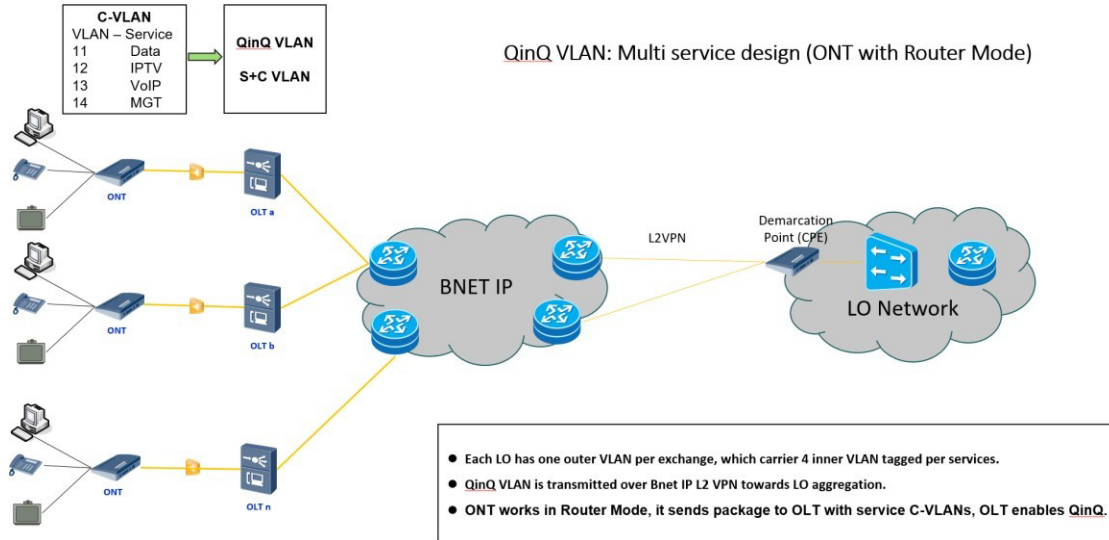 C-VLAN
VLAN – Service
11 Data
12 IPTV
13 VoIP
14 MGT
QinQ VLAN
S+C VLAN
QinQ VLAN: Multi service design (ONT with Router Mode)
ONT
OLT a
ONT
OLT b
ONT
OLT n
BNET IP
L2VPN
Demarcation
Point (CPE)
LO Network
● Each LO has one outer VLAN per exchange, which carrier 4 inner VLAN tagged per services.
● QinQ VLAN is transmitted over Bnet IP L2 VPN towards LO aggregation.
● ONT works in Router Mode, it sends package to OLT with service C-VLANs, OLT enables QinQ.